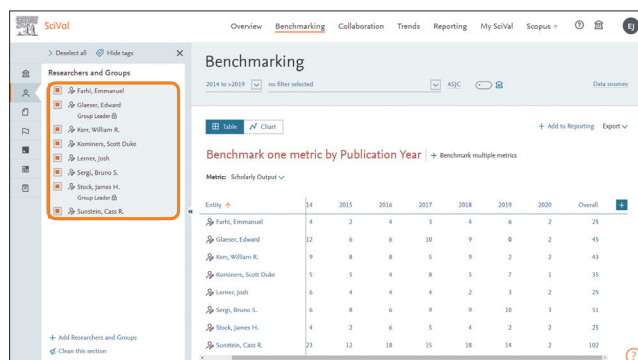 SciVal
Overview Benchmarking Collaboration Trends Reporting My SciVal Scopus ↗ EJ
> Deselect all Hide tags X
Researchers and Groups
Farhi, Emmanuel
Glaeser, Edward
Group Leader
Kerr, William R.
Kominers, Scott Duke
Lerner, Josh
Sergi, Bruno S.
Stock, James H.
Group Leader
Sunstein, Cass R.
+ Add Researchers and Groups
Clean this section
Benchmarking
2014 to >2019 no filter selected ASJC Data sources
Table Chart + Add to Reporting Export
Benchmark one metric by Publication Year + Benchmark multiple metrics
Metric: Scholarly Output
Entity ↑ 14 2015 2016 2017 2018 2019 2020 Overall +
Farhi, Emmanuel 4 2 4 3 4 6 2 25
Glaeser, Edward 12 6 6 10 9 0 2 45
Kerr, William R. 9 8 8 5 9 2 2 43
Kominers, Scott Duke 5 5 4 8 5 7 1 35
Lerner, Josh 6 4 4 4 2 3 2 25
Sergi, Bruno S. 6 8 6 9 9 10 3 51
Stock, James H. 4 2 6 5 4 2 2 25
Sunstein, Cass R. 23 12 18 15 18 14 2 102